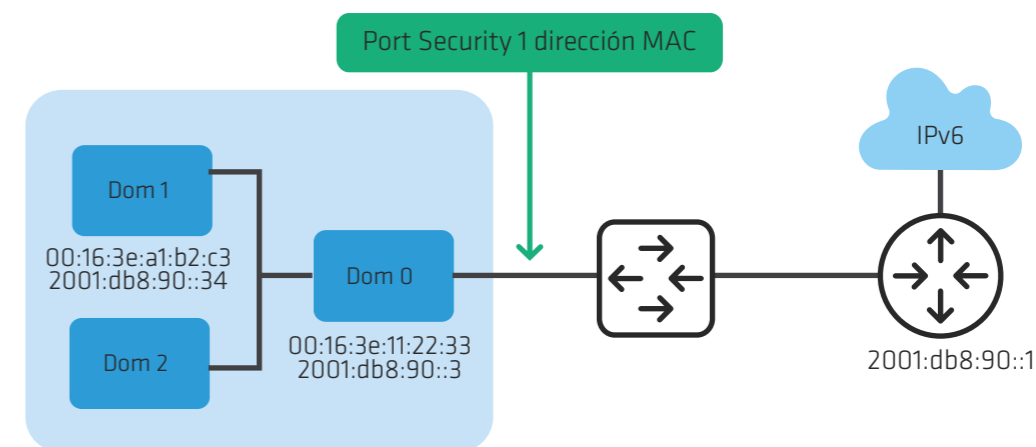 Port Security 1 dirección MAC
IPv6
Dom 1
00:16:3e:a1:b2:c3
2001:db8:90::34
Dom 0
00:16:3e:11:22:33
2001:db8:90::3
Dom 2
2001:db8:90::1